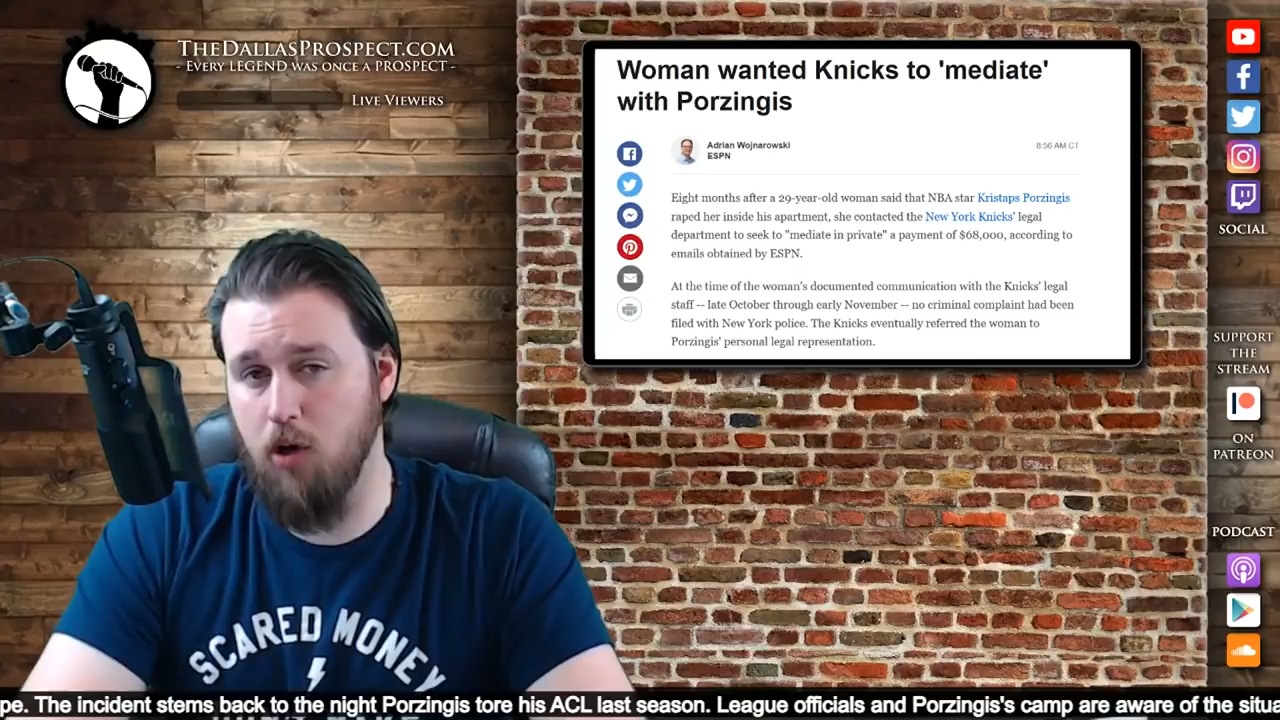 THEDALLASPROSPECT.COM
- EVERY LEGEND WAS ONCE A PROSPECT -
LIVE VIEWERS
Woman wanted Knicks to 'mediate'
with Porzingis
Adrian Wojnarowski
ESPN
8:56 AM CT
Eight months after a 29-year-old woman said that NBA star Kristaps Porzingis
raped her inside his apartment, she contacted the New York Knicks' legal
department to seek to "mediate in private" a payment of $68,000, according to
emails obtained by ESPN.
At the time of the woman's documented communication with the Knicks' legal
staff -- late October through early November -- no criminal complaint had been
filed with New York police. The Knicks eventually referred the woman to
Porzingis' personal legal representation.
SOCIAL
SUPPORT
THE
STREAM
ON
PATREON
PODCAST
SCARED MONEY
pe. The incident stems back to the night Porzingis tore his ACL last season. League officials and Porzingis's camp are aware of the situa